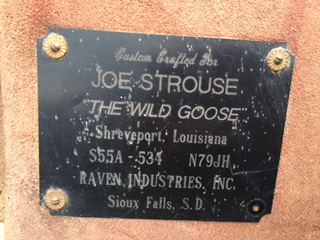 Custom Crafted For
JOE STROUSE
"THE WILD GOOSE"
Shreveport, Louisiana
S55A - 534 N79JH
RAVEN INDUSTRIES, INC.
Sioux Falls, S.D.